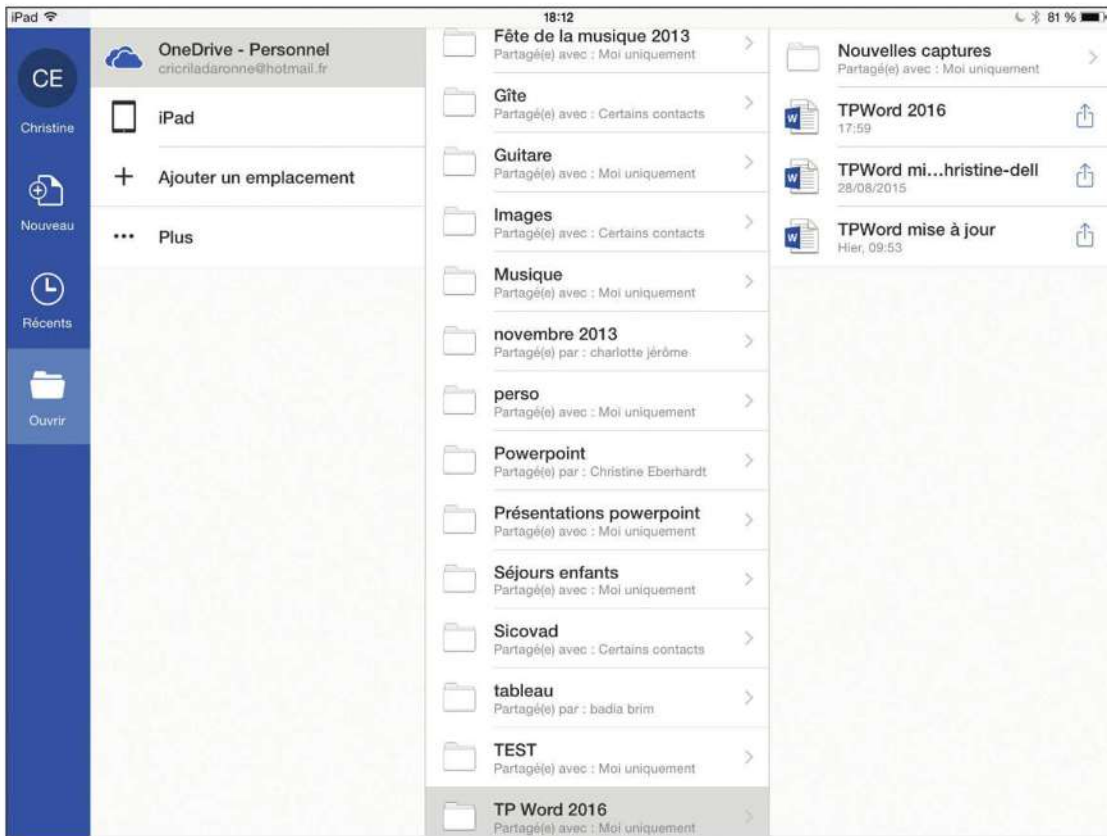 iPad 18:12 81 %
CE
Christine
Nouveau
Récents
Ouvrir
OneDrive - Personnel
cricriladaronne@hotmail.fr
iPad
Ajouter un emplacement
Plus
Fête de la musique 2013
Partagé(e) avec : Moi uniquement
Gîte
Partagé(e) avec : Certains contacts
Guitare
Partagé(e) avec : Moi uniquement
Images
Partagé(e) avec : Certains contacts
Musique
Partagé(e) avec : Moi uniquement
novembre 2013
Partagé(e) par : charlotte jérôme
perso
Partagé(e) avec : Moi uniquement
Powerpoint
Partagé(e) par : Christine Eberhardt
Présentations powerpoint
Partagé(e) avec : Moi uniquement
Séjours enfants
Partagé(e) avec : Moi uniquement
Sicovad
Partagé(e) avec : Certains contacts
tableau
Partagé(e) par : badia brim
TEST
Partagé(e) avec : Moi uniquement
TP Word 2016
Partagé(e) avec : Moi uniquement
Nouvelles captures
Partagé(e) avec : Moi uniquement
TPWord 2016
17:59
TPWord mi...hristine-dell
28/08/2015
TPWord mise à jour
Hier, 09:53